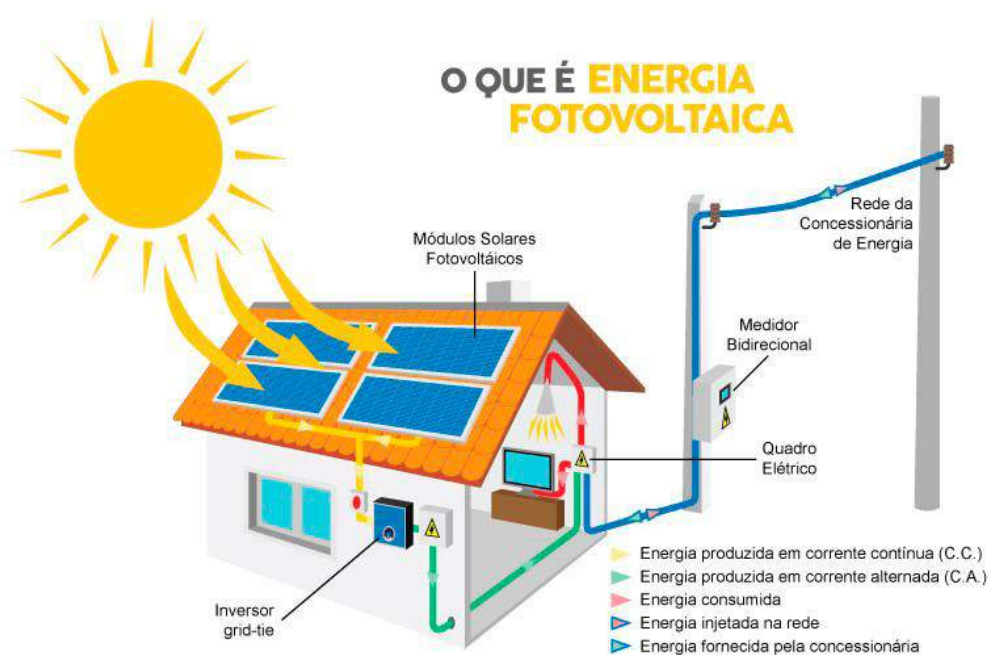 O QUE É ENERGIA
FOTOVOLTAICA
Módulos Solares
Fotovoltáicos
Rede da
Concessionária
de Energia
Medidor
Bidirecional
Quadro
Elétrico
Inversor
grid-tie
Energia produzida em corrente contínua (C.C.)
Energia produzida em corrente alternada (C.A.)
Energia consumida
Energia injetada na rede
Energia fornecida pela concessionária